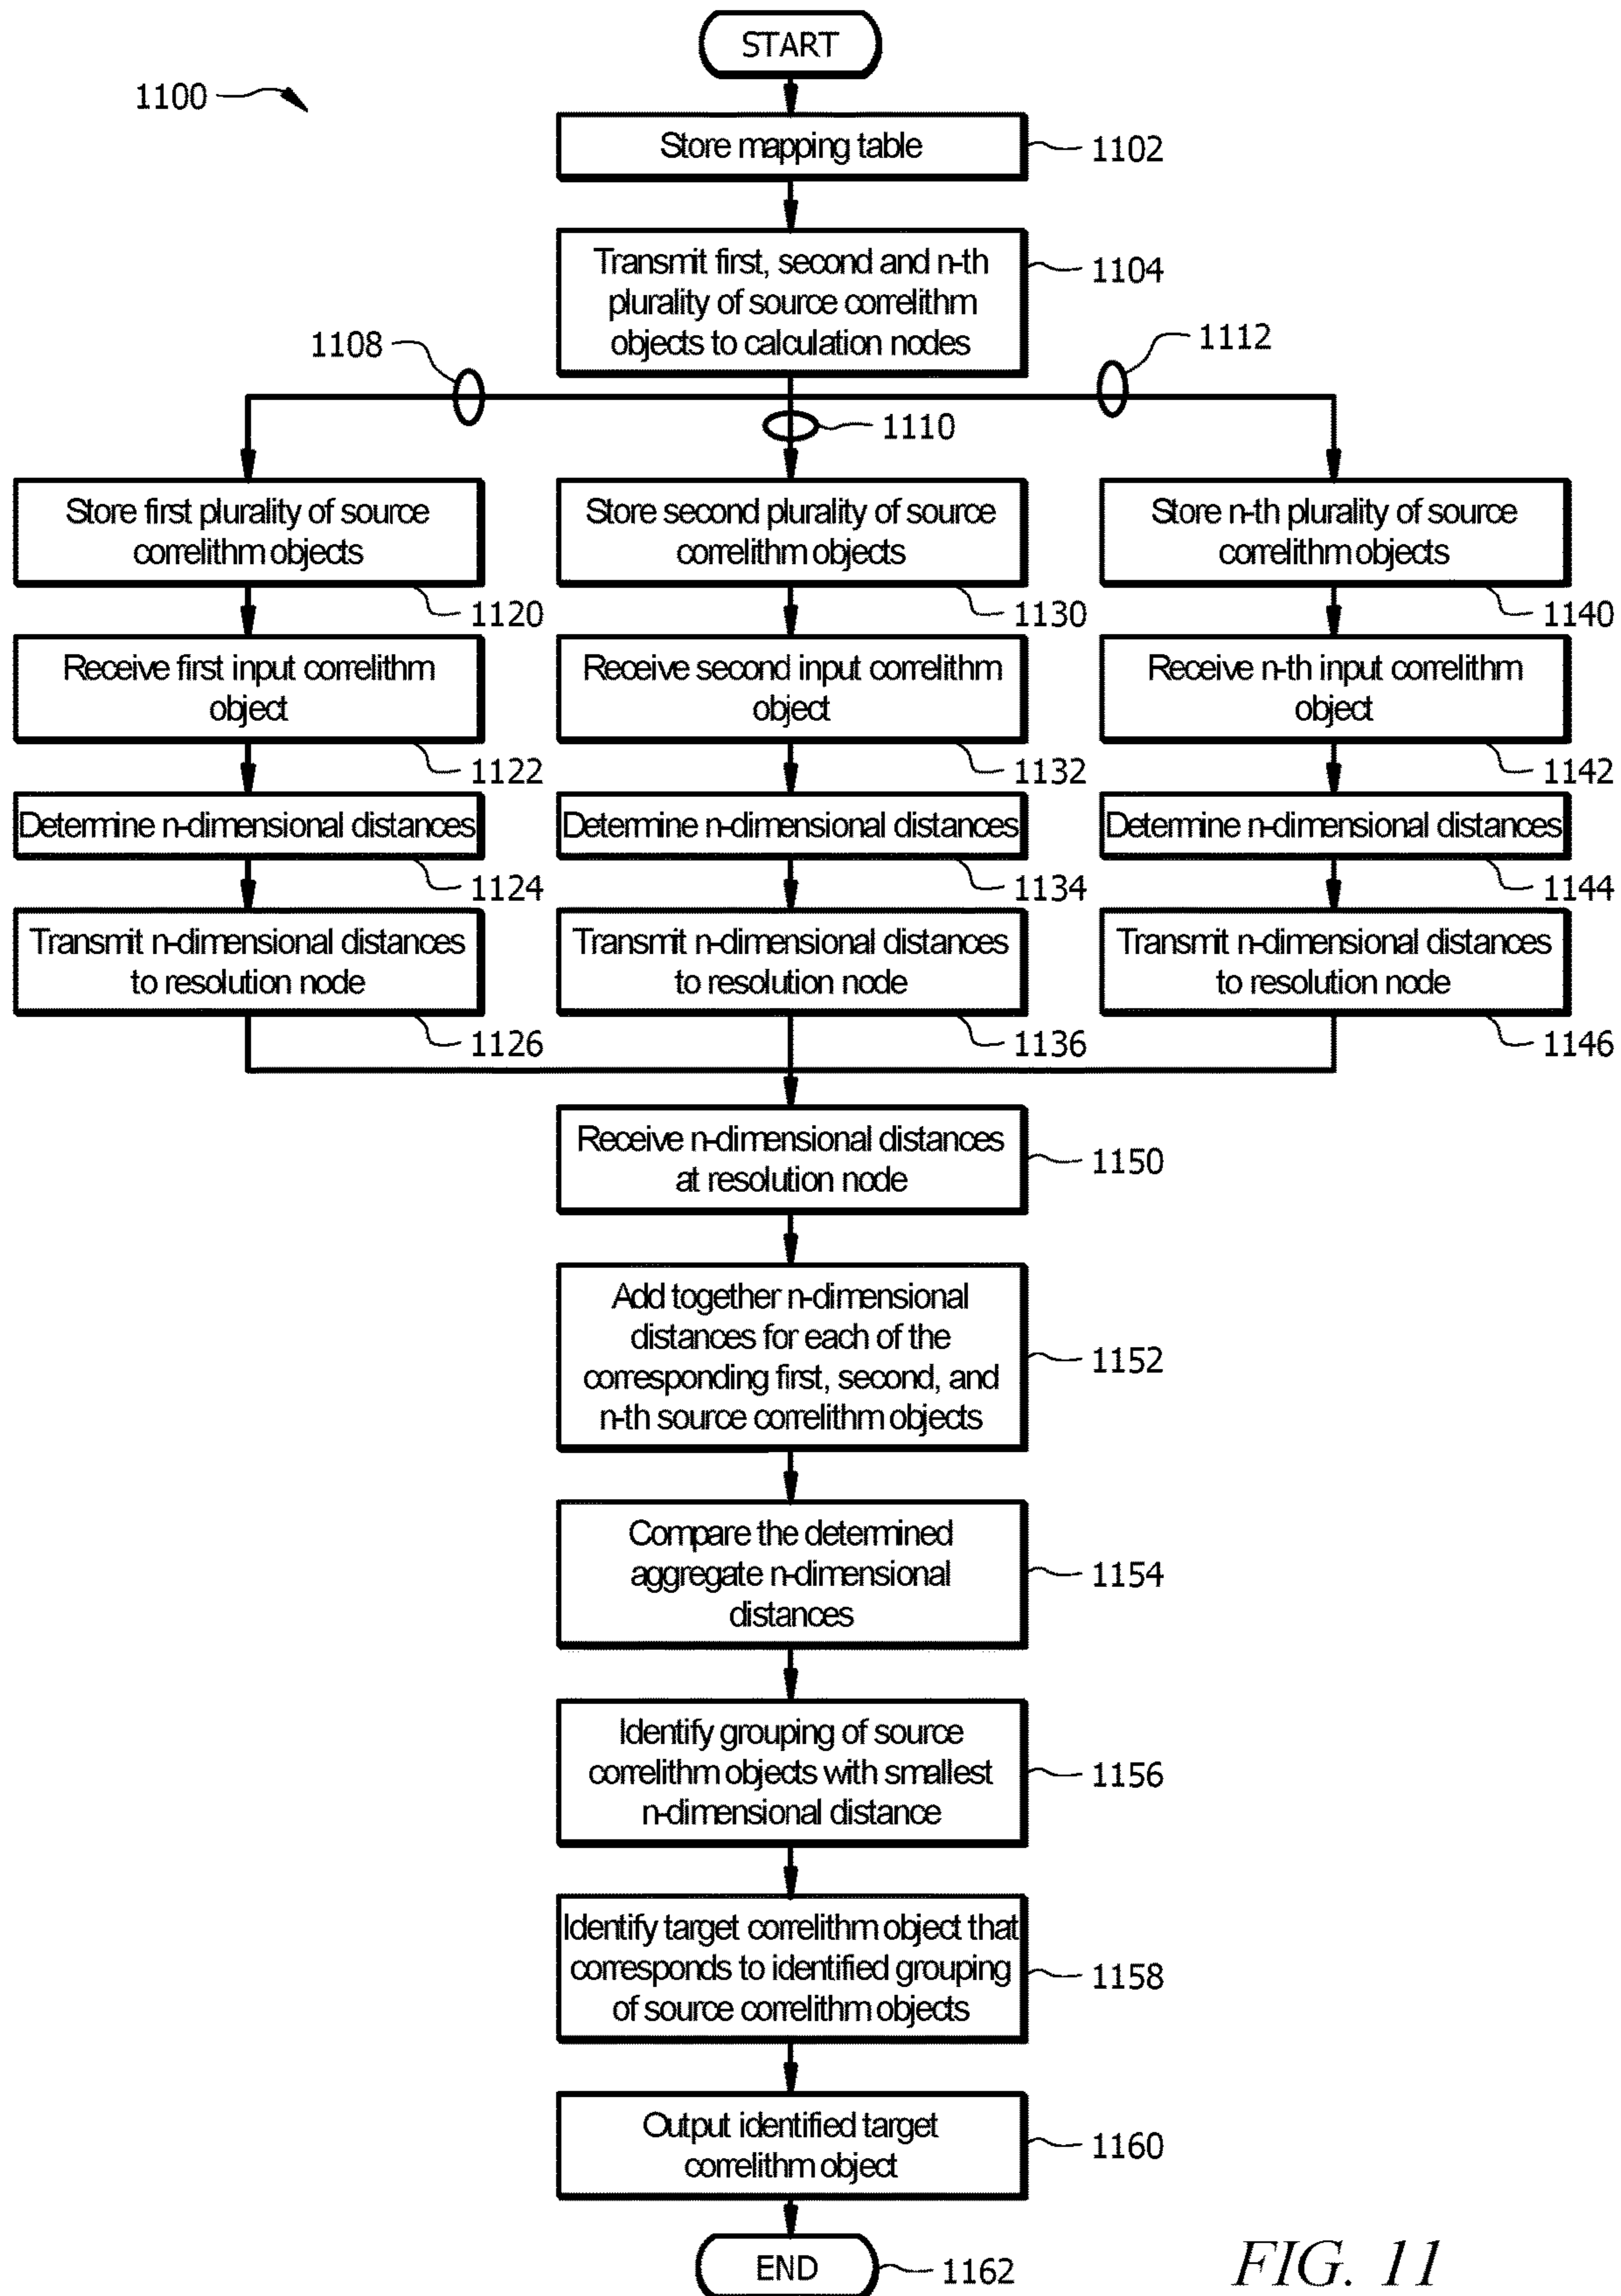 START
1100
Store mapping table
1102
Transmit first, second and n-th
plurality of source correlithm
objects to calculation nodes
1104
1108
1112
1110
Store first plurality of source
correlithm objects
1120
Store second plurality of source
correlithm objects
1130
Store n-th plurality of source
correlithm objects
1140
Receive first input correlithm
object
1122
Receive second input correlithm
object
1132
Receive n-th input correlithm
object
1142
Determine n-dimensional distances
1124
Determine n-dimensional distances
1134
Determine n-dimensional distances
1144
Transmit n-dimensional distances
to resolution node
1126
Transmit n-dimensional distances
to resolution node
1136
Transmit n-dimensional distances
to resolution node
1146
Receive n-dimensional distances
at resolution node
1150
Add together n-dimensional
distances for each of the
corresponding first, second, and
n-th source correlithm objects
1152
Compare the determined
aggregate n-dimensional
distances
1154
Identify grouping of source
correlithm objects with smallest
n-dimensional distance
1156
Identify target correlithm object that
corresponds to identified grouping
of source correlithm objects
1158
Output identified target
correlithm object
1160
END
1162
FIG. 11